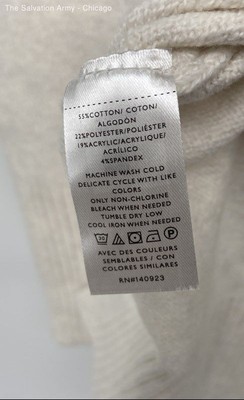 The Salvation Army - Chicago
55%COTTON/ COTON/
ALGODÓN
22%POLYESTER/POLIÉSTER
19%ACRYLIC/ACRYLIQUE/
ACRÍLICO
4%SPANDEX
MACHINE WASH COLD
DELICATE CYCLE WITH LIKE
COLORS
ONLY NON-CHLORINE
BLEACH WHEN NEEDED
TUMBLE DRY LOW
COOL IRON WHEN NEEDED
AVEC DES COULEURS
SEMBLABLES / CON
COLORES SIMILARES
RN#140923